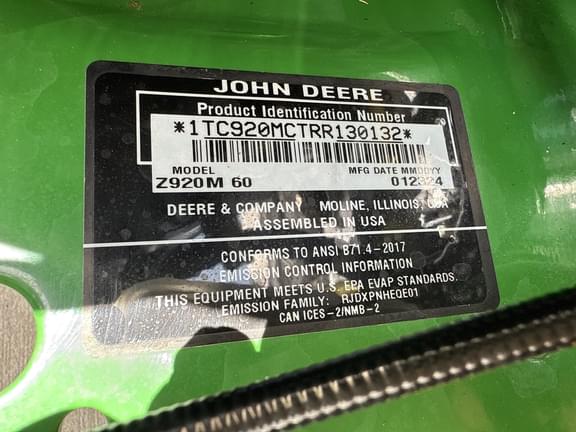 JOHN DEERE
Product Identification Number
*1TC920MCTRR130132*
MODEL MFG DATE MMDDYY
Z920M 60 012324
DEERE & COMPANY MOLINE, ILLINOIS, USA
ASSEMBLED IN USA
CONFORMS TO ANSI B71.4-2017
EMISSION CONTROL INFORMATION
THIS EQUIPMENT MEETS U.S. EPA EVAP STANDARDS.
EMISSION FAMILY: RJDXPNHEQE01
CAN ICES-2/NMB-2